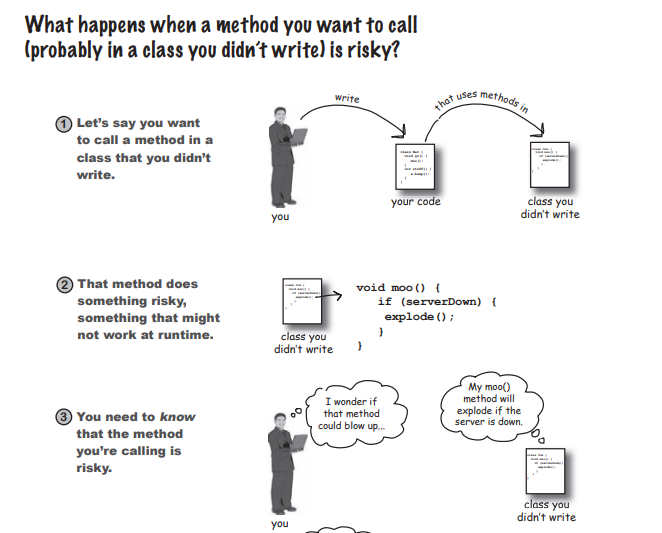 What happens when a method you want to call
(probably in a class you didn't write) is risky?
1 Let's say you want
to call a method in a
class that you didn't
write.
write
that uses methods in
you
your code
class you
didn't write
2 That method does
something risky,
something that might
not work at runtime.
class you
didn't write
void moo() {
if (serverDown) {
explode();
}
}
3 You need to know
that the method
you're calling is
risky.
I wonder if
that method
could blow up...
My moo()
method will
explode if the
server is down.
you
class you
didn't write